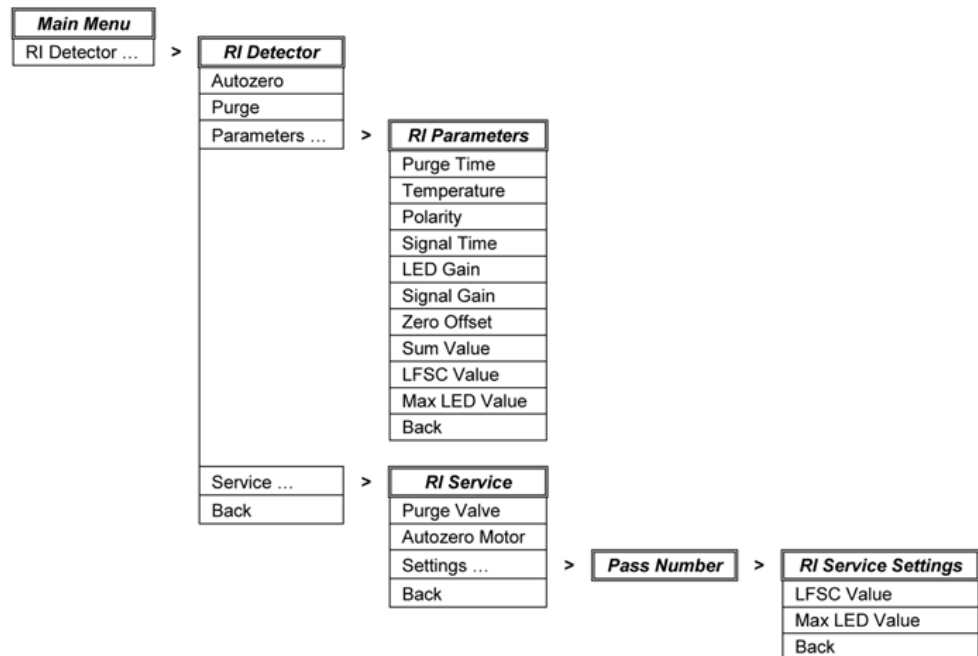 Main Menu
RI Detector ...
>
RI Detector
Autozero
Purge
Parameters ...
>
RI Parameters
Purge Time
Temperature
Polarity
Signal Time
LED Gain
Signal Gain
Zero Offset
Sum Value
LFSC Value
Max LED Value
Back
Service ...
Back
>
RI Service
Purge Valve
Autozero Motor
Settings ...
Back
>
Pass Number
>
RI Service Settings
LFSC Value
Max LED Value
Back